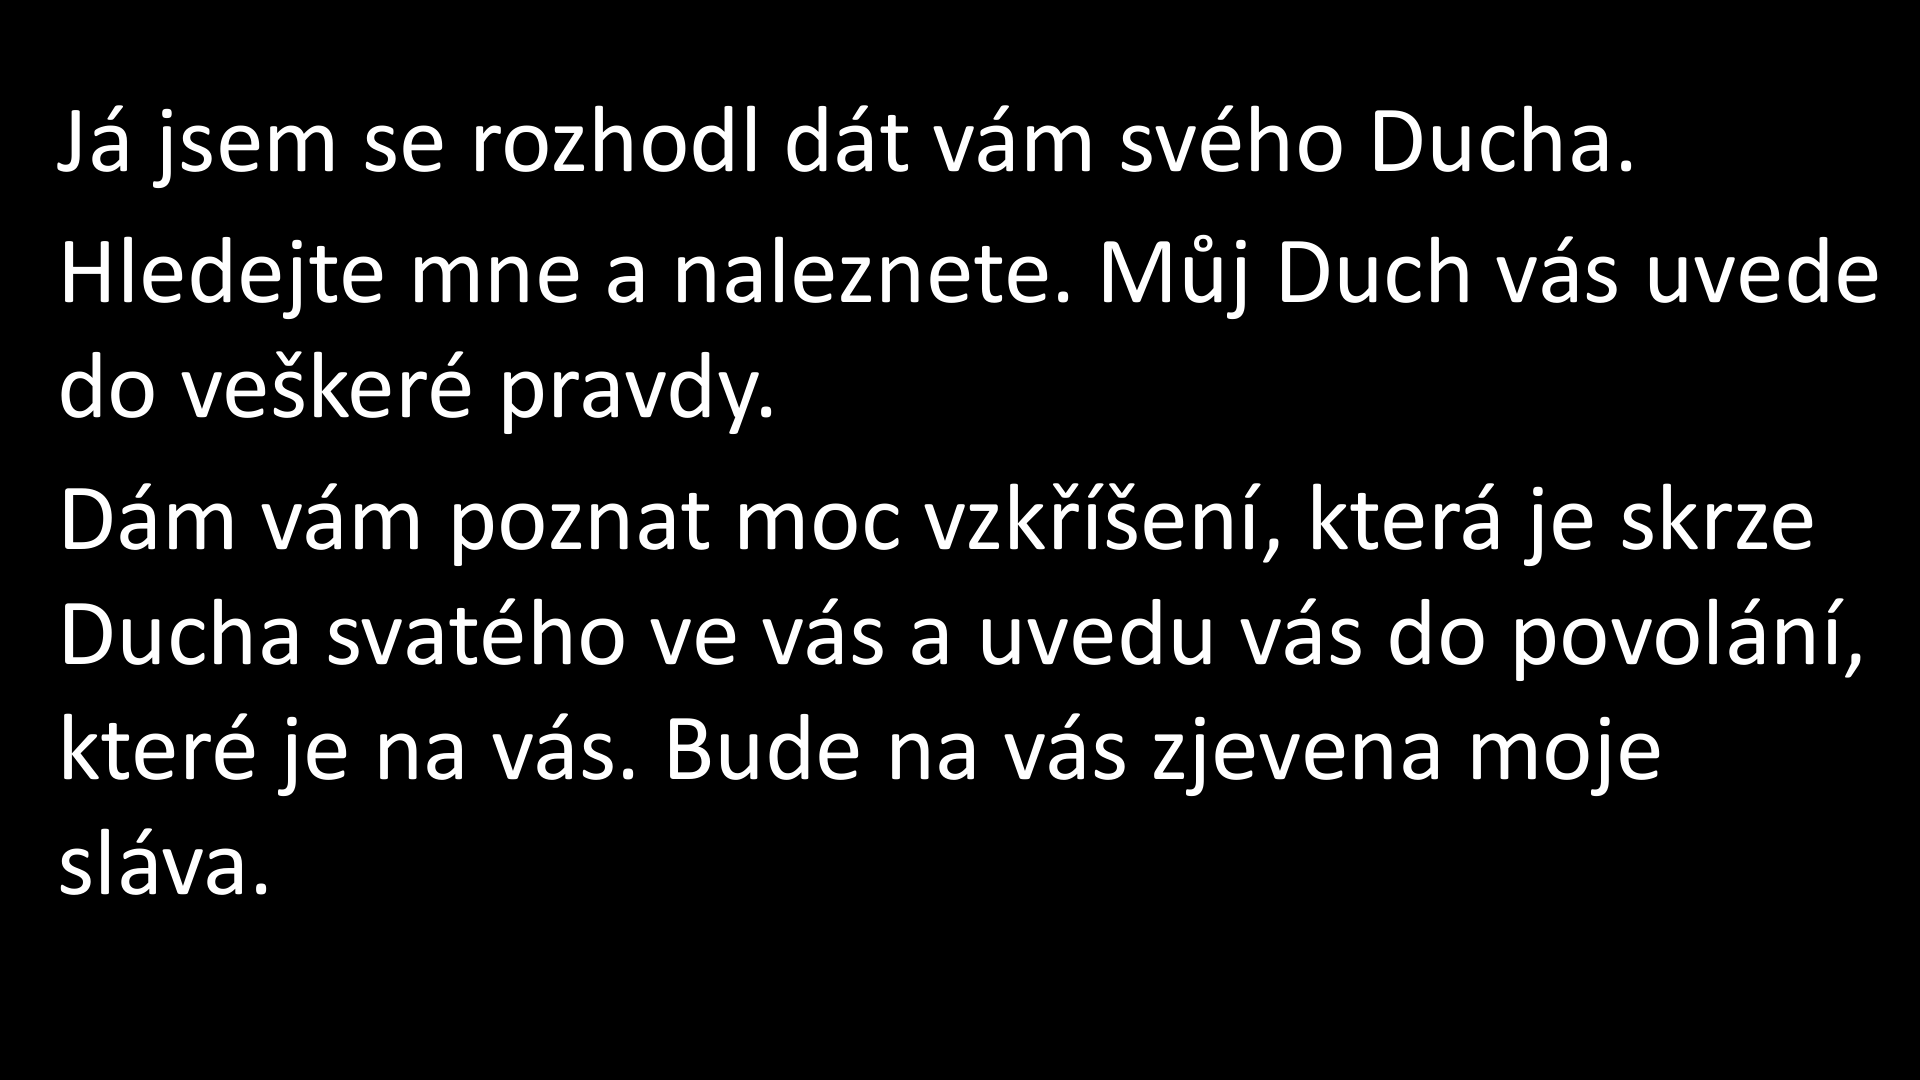 Já jsem se rozhodl dát vám svého Ducha.
Hledejte mne a naleznete. Můj Duch vás uvede
do veškeré pravdy.
Dám vám poznat moc vzkříšení, která je skrze
Ducha svatého ve vás a uvedu vás do povolání,
které je na vás. Bude na vás zjevena moje
sláva.